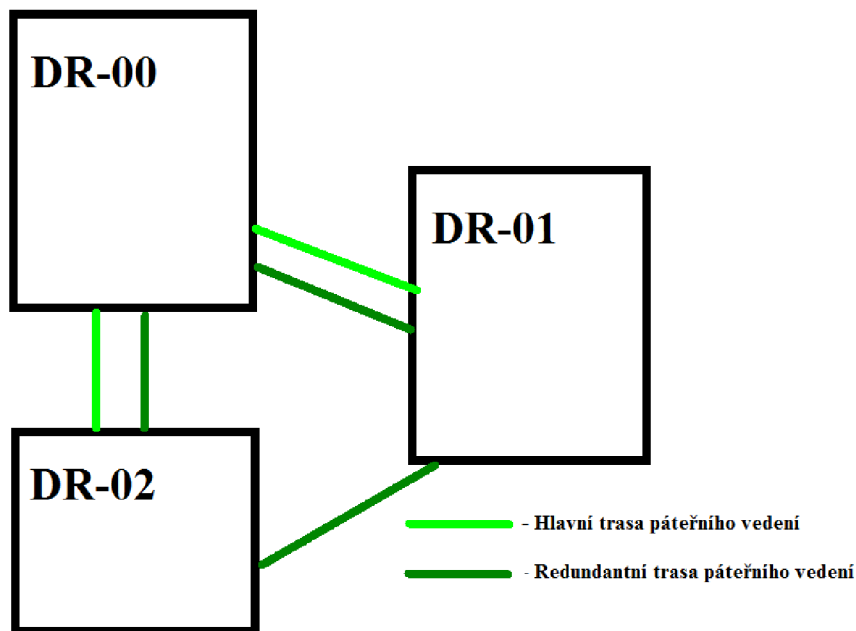 DR-00
DR-01
DR-02
- Hlavní trasa páteřního vedení
- Redundantní trasa páteřního vedení